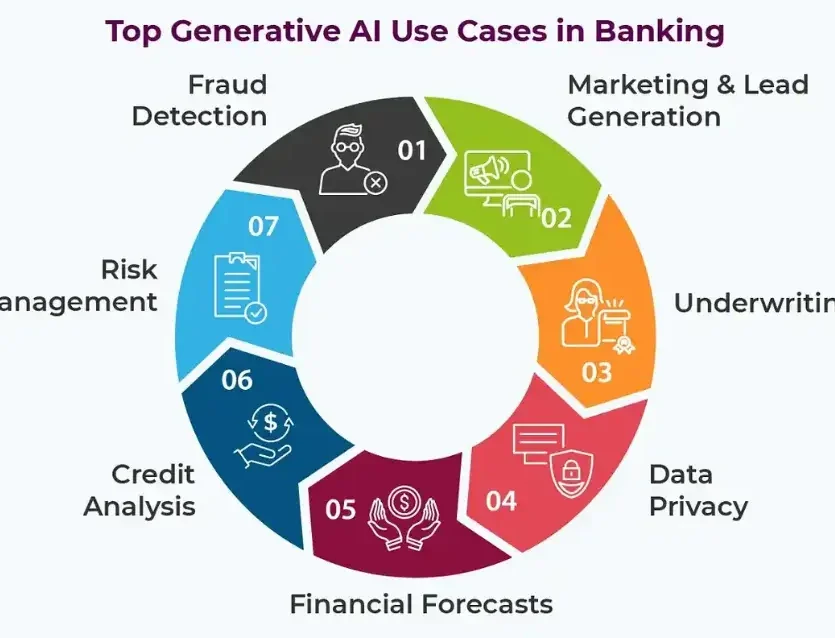 Top Generative AI Use Cases in Banking
Fraud
Detection
01
Marketing & Lead
Generation
02
Underwritin
03
Data
Privacy
04
Financial Forecasts
05
$
Credit
Analysis
06
$
Risk
anagement
07